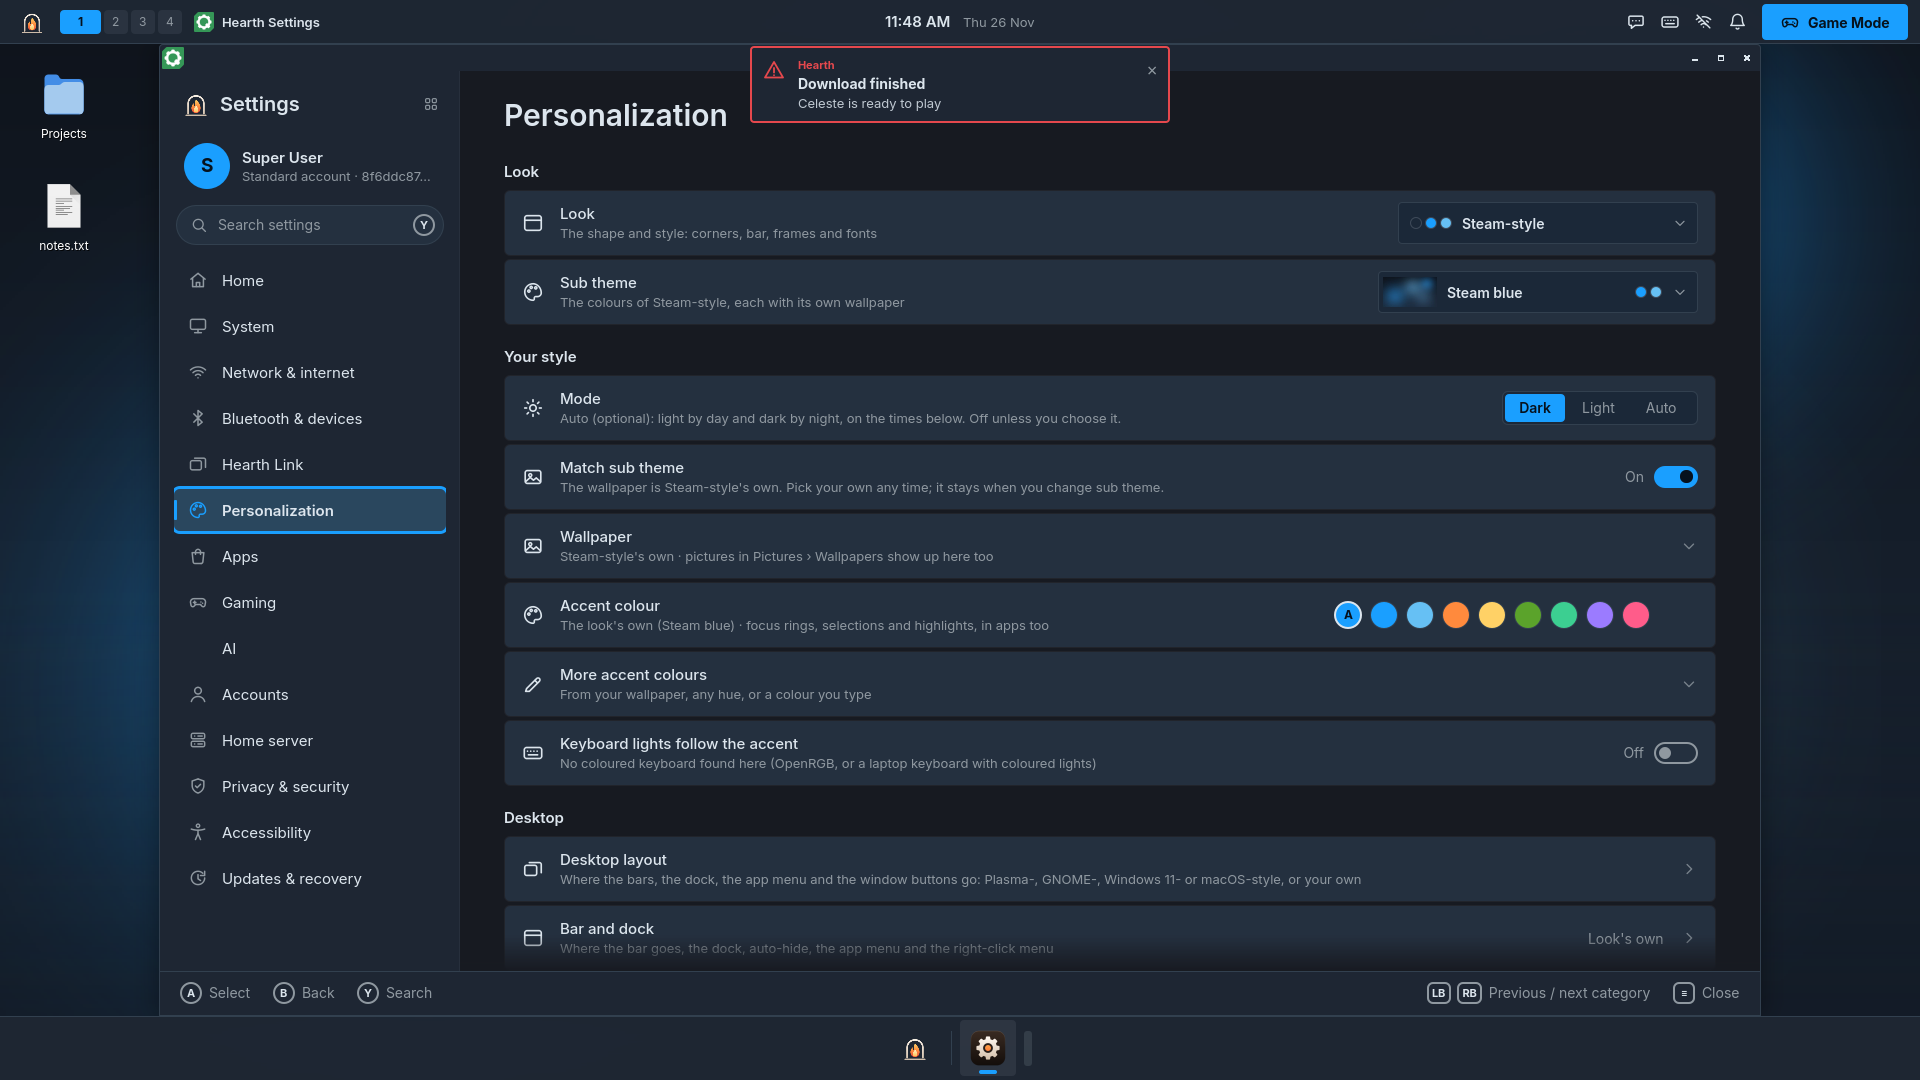 1 2 3 4 Hearth Settings
11:48 AM Thu 26 Nov
Game Mode
Projects
notes.txt
Hearth
Download finished
Celeste is ready to play
Settings
S
Super User
Standard account · 8f6ddc87...
Search settings Y
Home
System
Network & internet
Bluetooth & devices
Hearth Link
Personalization
Apps
Gaming
AI
Accounts
Home server
Privacy & security
Accessibility
Updates & recovery
Personalization
Look
Look
The shape and style: corners, bar, frames and fonts
Steam-style
Sub theme
The colours of Steam-style, each with its own wallpaper
Steam blue
Your style
Mode
Auto (optional): light by day and dark by night, on the times below. Off unless you choose it.
Dark Light Auto
Match sub theme
The wallpaper is Steam-style's own. Pick your own any time; it stays when you change sub theme.
On
Wallpaper
Steam-style's own · pictures in Pictures › Wallpapers show up here too
Accent colour
The look's own (Steam blue) · focus rings, selections and highlights, in apps too
A
More accent colours
From your wallpaper, any hue, or a colour you type
Keyboard lights follow the accent
No coloured keyboard found here (OpenRGB, or a laptop keyboard with coloured lights)
Off
Desktop
Desktop layout
Where the bars, the dock, the app menu and the window buttons go: Plasma-, GNOME-, Windows 11- or macOS-style, or your own
Bar and dock
Where the bar goes, the dock, auto-hide, the app menu and the right-click menu
Look's own
A Select B Back Y Search
LB RB Previous / next category Close